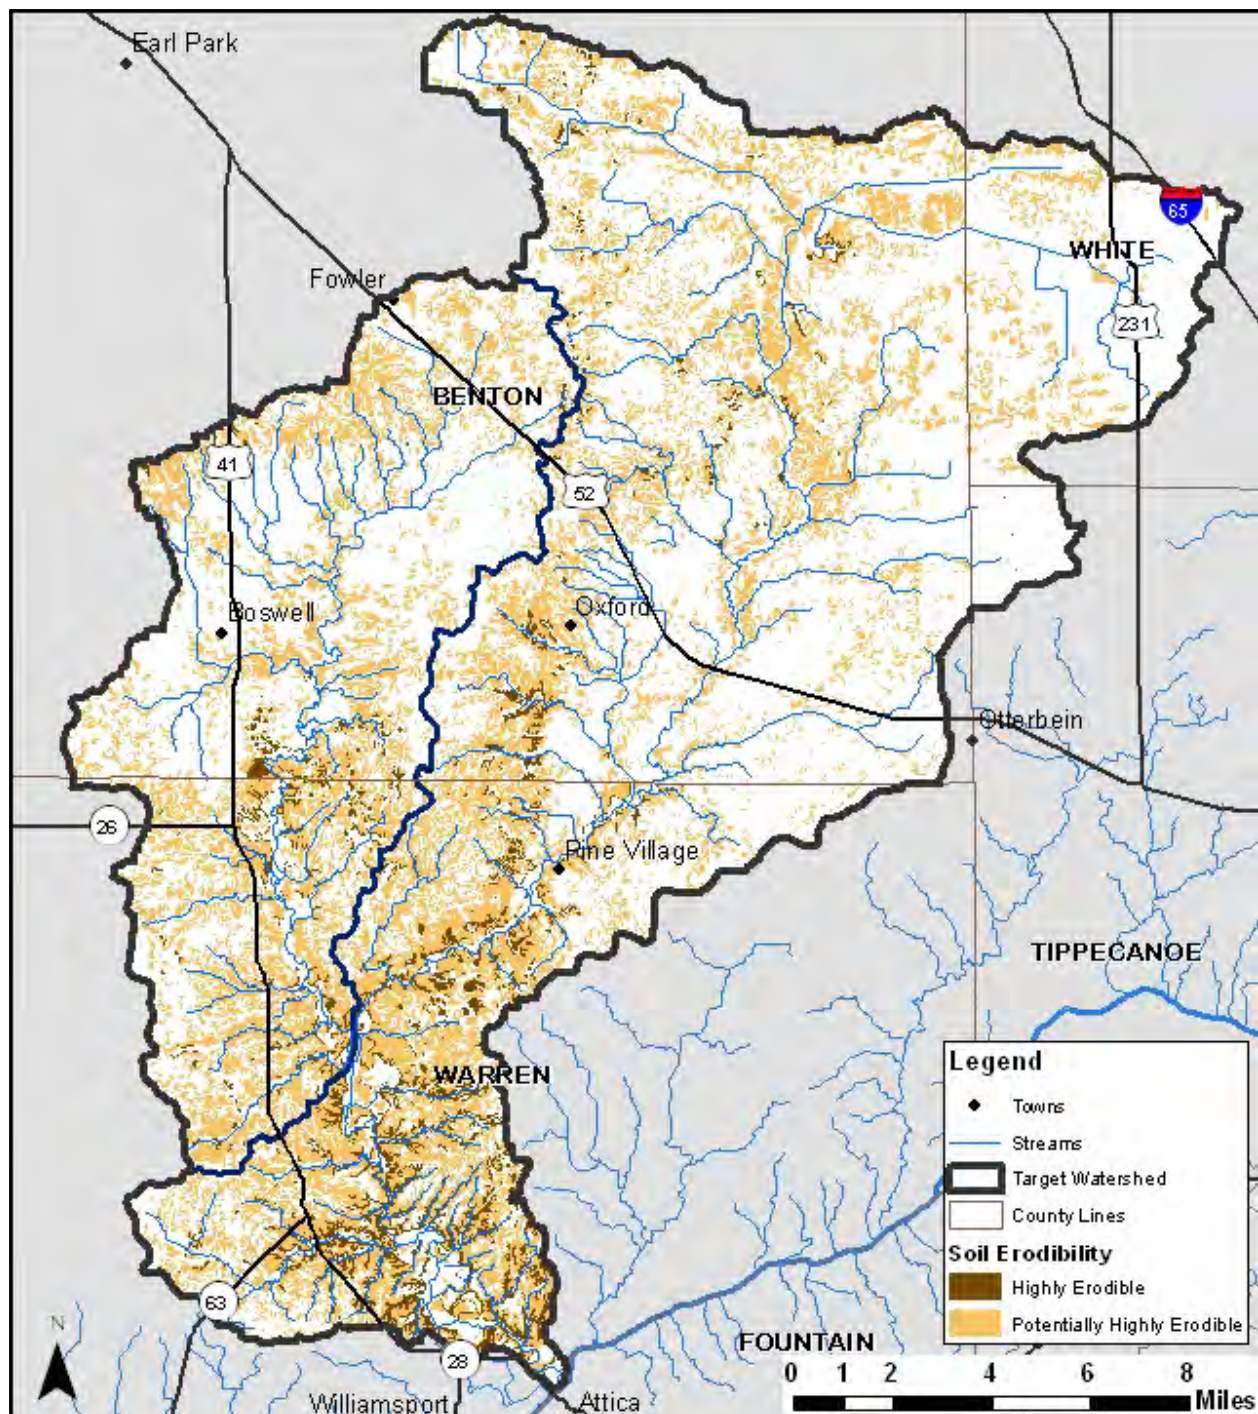 Earl Park
65
WHITE
Fowler
231
BENTON
41
52
Boswell
Oxford
Otterbein
26
Pine Village
TIPPECANOE
WARREN
Legend
Towns
Streams
Target Watershed
County Lines
Soil Erodibility
Highly Erodible
Potentially Highly Erodible
63
N
FOUNTAIN
28
0 1 2 4 6 8
Miles
Williamsport
Attica